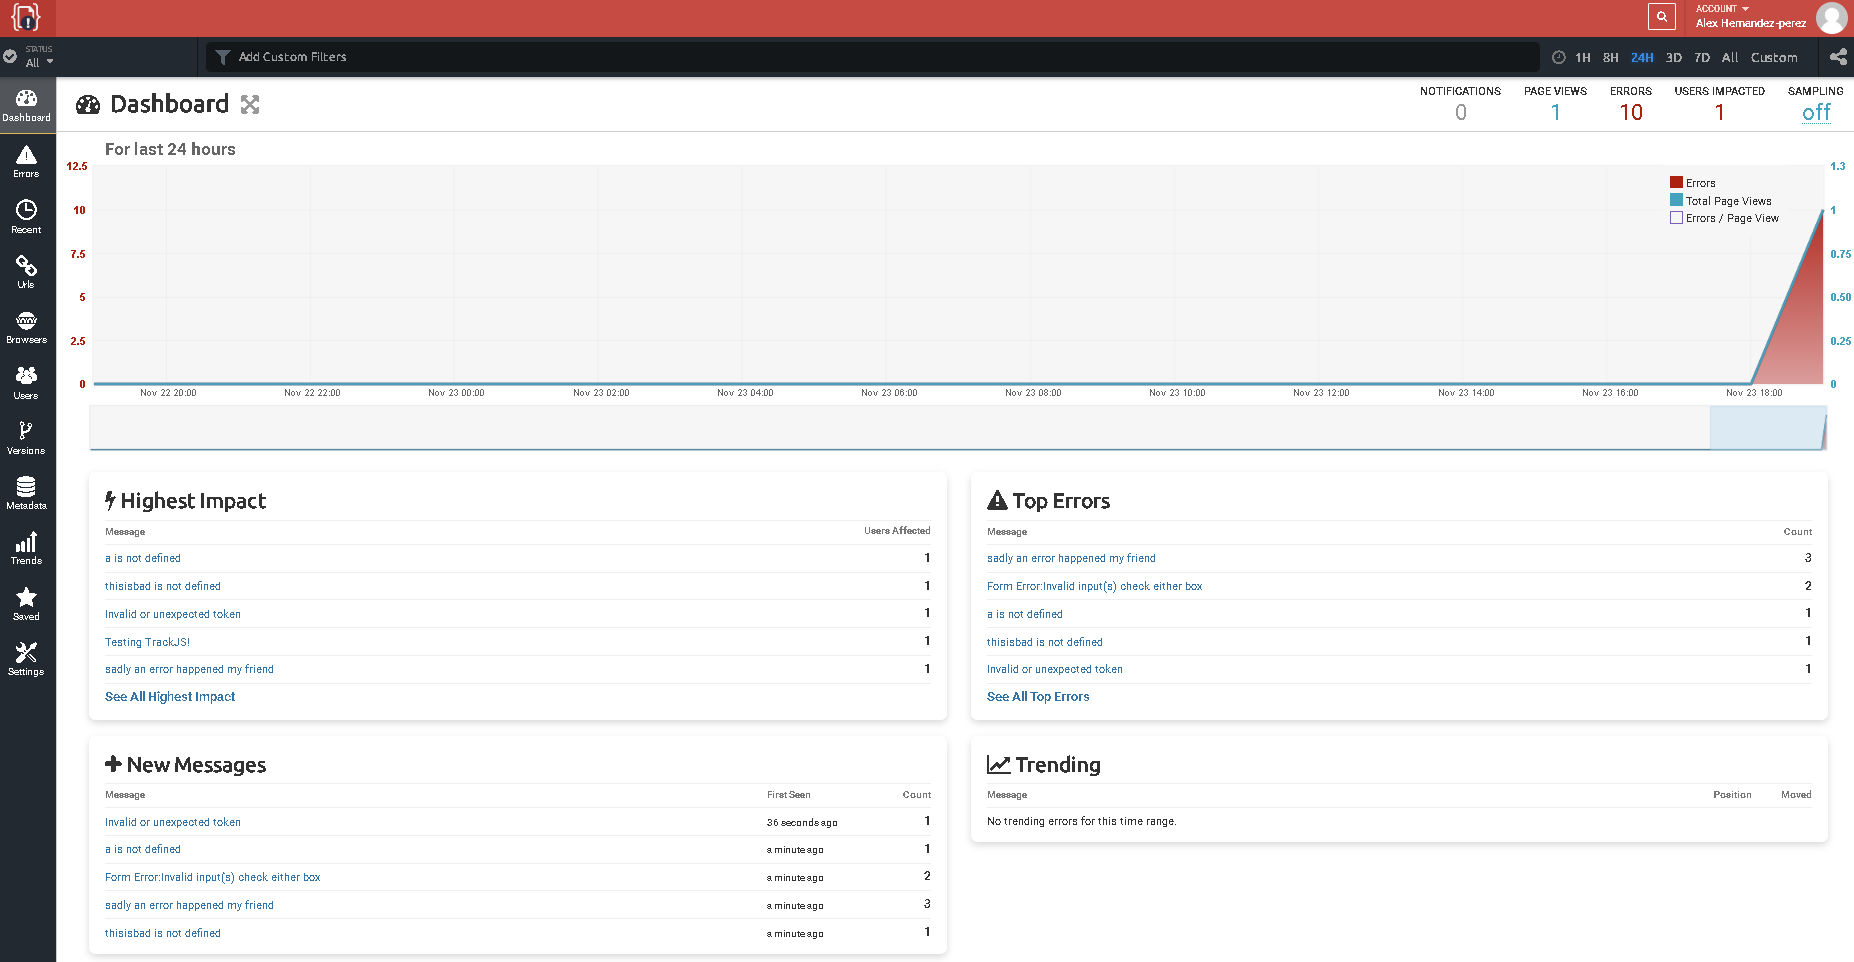 ACCOUNT
Alex Hernandez-perez
STATUS
All
Add Custom Filters
1H 8H 24H 3D 7D All Custom
Dashboard
Errors
Recent
Urls
Browsers
Users
Versions
Metadata
Trends
Saved
Settings
Dashboard
NOTIFICATIONS PAGE VIEWS ERRORS USERS IMPACTED SAMPLING
0 1 10 1 off
For last 24 hours
12.5
10
7.5
5
2.5
0
1.3
1
0.75
0.50
0.25
0
Errors
Total Page Views
Errors / Page View
Nov 22 20:00 Nov 22 22:00 Nov 23 00:00 Nov 23 02:00 Nov 23 04:00 Nov 23 06:00 Nov 23 08:00 Nov 23 10:00 Nov 23 12:00 Nov 23 14:00 Nov 23 16:00 Nov 23 18:00
Highest Impact
Message Users Affected
a is not defined 1
thisisbad is not defined 1
Invalid or unexpected token 1
Testing TrackJS! 1
sadly an error happened my friend 1
See All Highest Impact
Top Errors
Message Count
sadly an error happened my friend 3
Form Error:Invalid input(s) check either box 2
a is not defined 1
thisisbad is not defined 1
Invalid or unexpected token 1
See All Top Errors
New Messages
Message First Seen Count
Invalid or unexpected token 36 seconds ago 1
a is not defined a minute ago 1
Form Error:Invalid input(s) check either box a minute ago 2
sadly an error happened my friend a minute ago 3
thisisbad is not defined a minute ago 1
Trending
Message Position Moved
No trending errors for this time range.